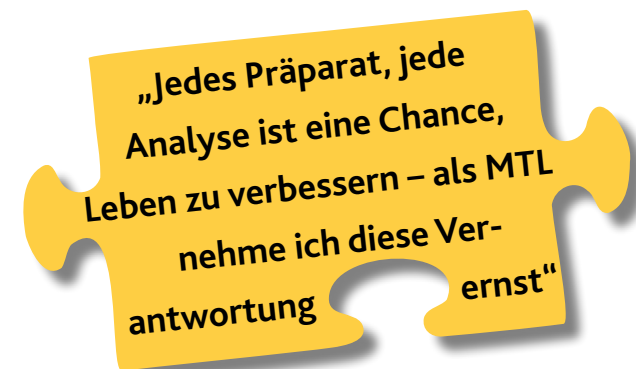 „Jedes Präparat, jede
Analyse ist eine Chance,
Leben zu verbessern – als MTL
nehme ich diese Ver-
antwortung ernst“